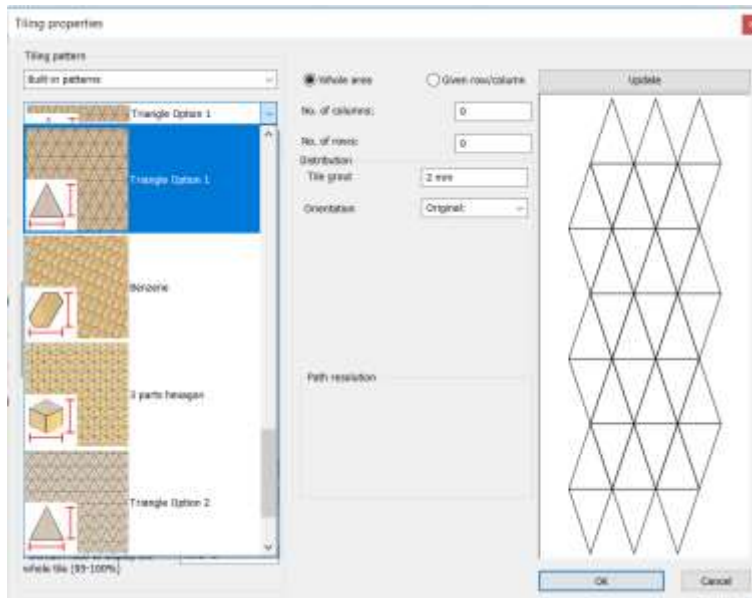 Tiling properties
Tiling pattern
Built-in patterns
Triangle Option 1
Triangle Option 1
Benzene
3 parts hexagon
Triangle Option 2
whole tile (95-100%)
Whole area
Given row/column
No. of columns:
0
No. of rows:
0
Distribution
Tile grout
2 mm
Orientation
Original:
Path resolution
Update
OK
Cancel